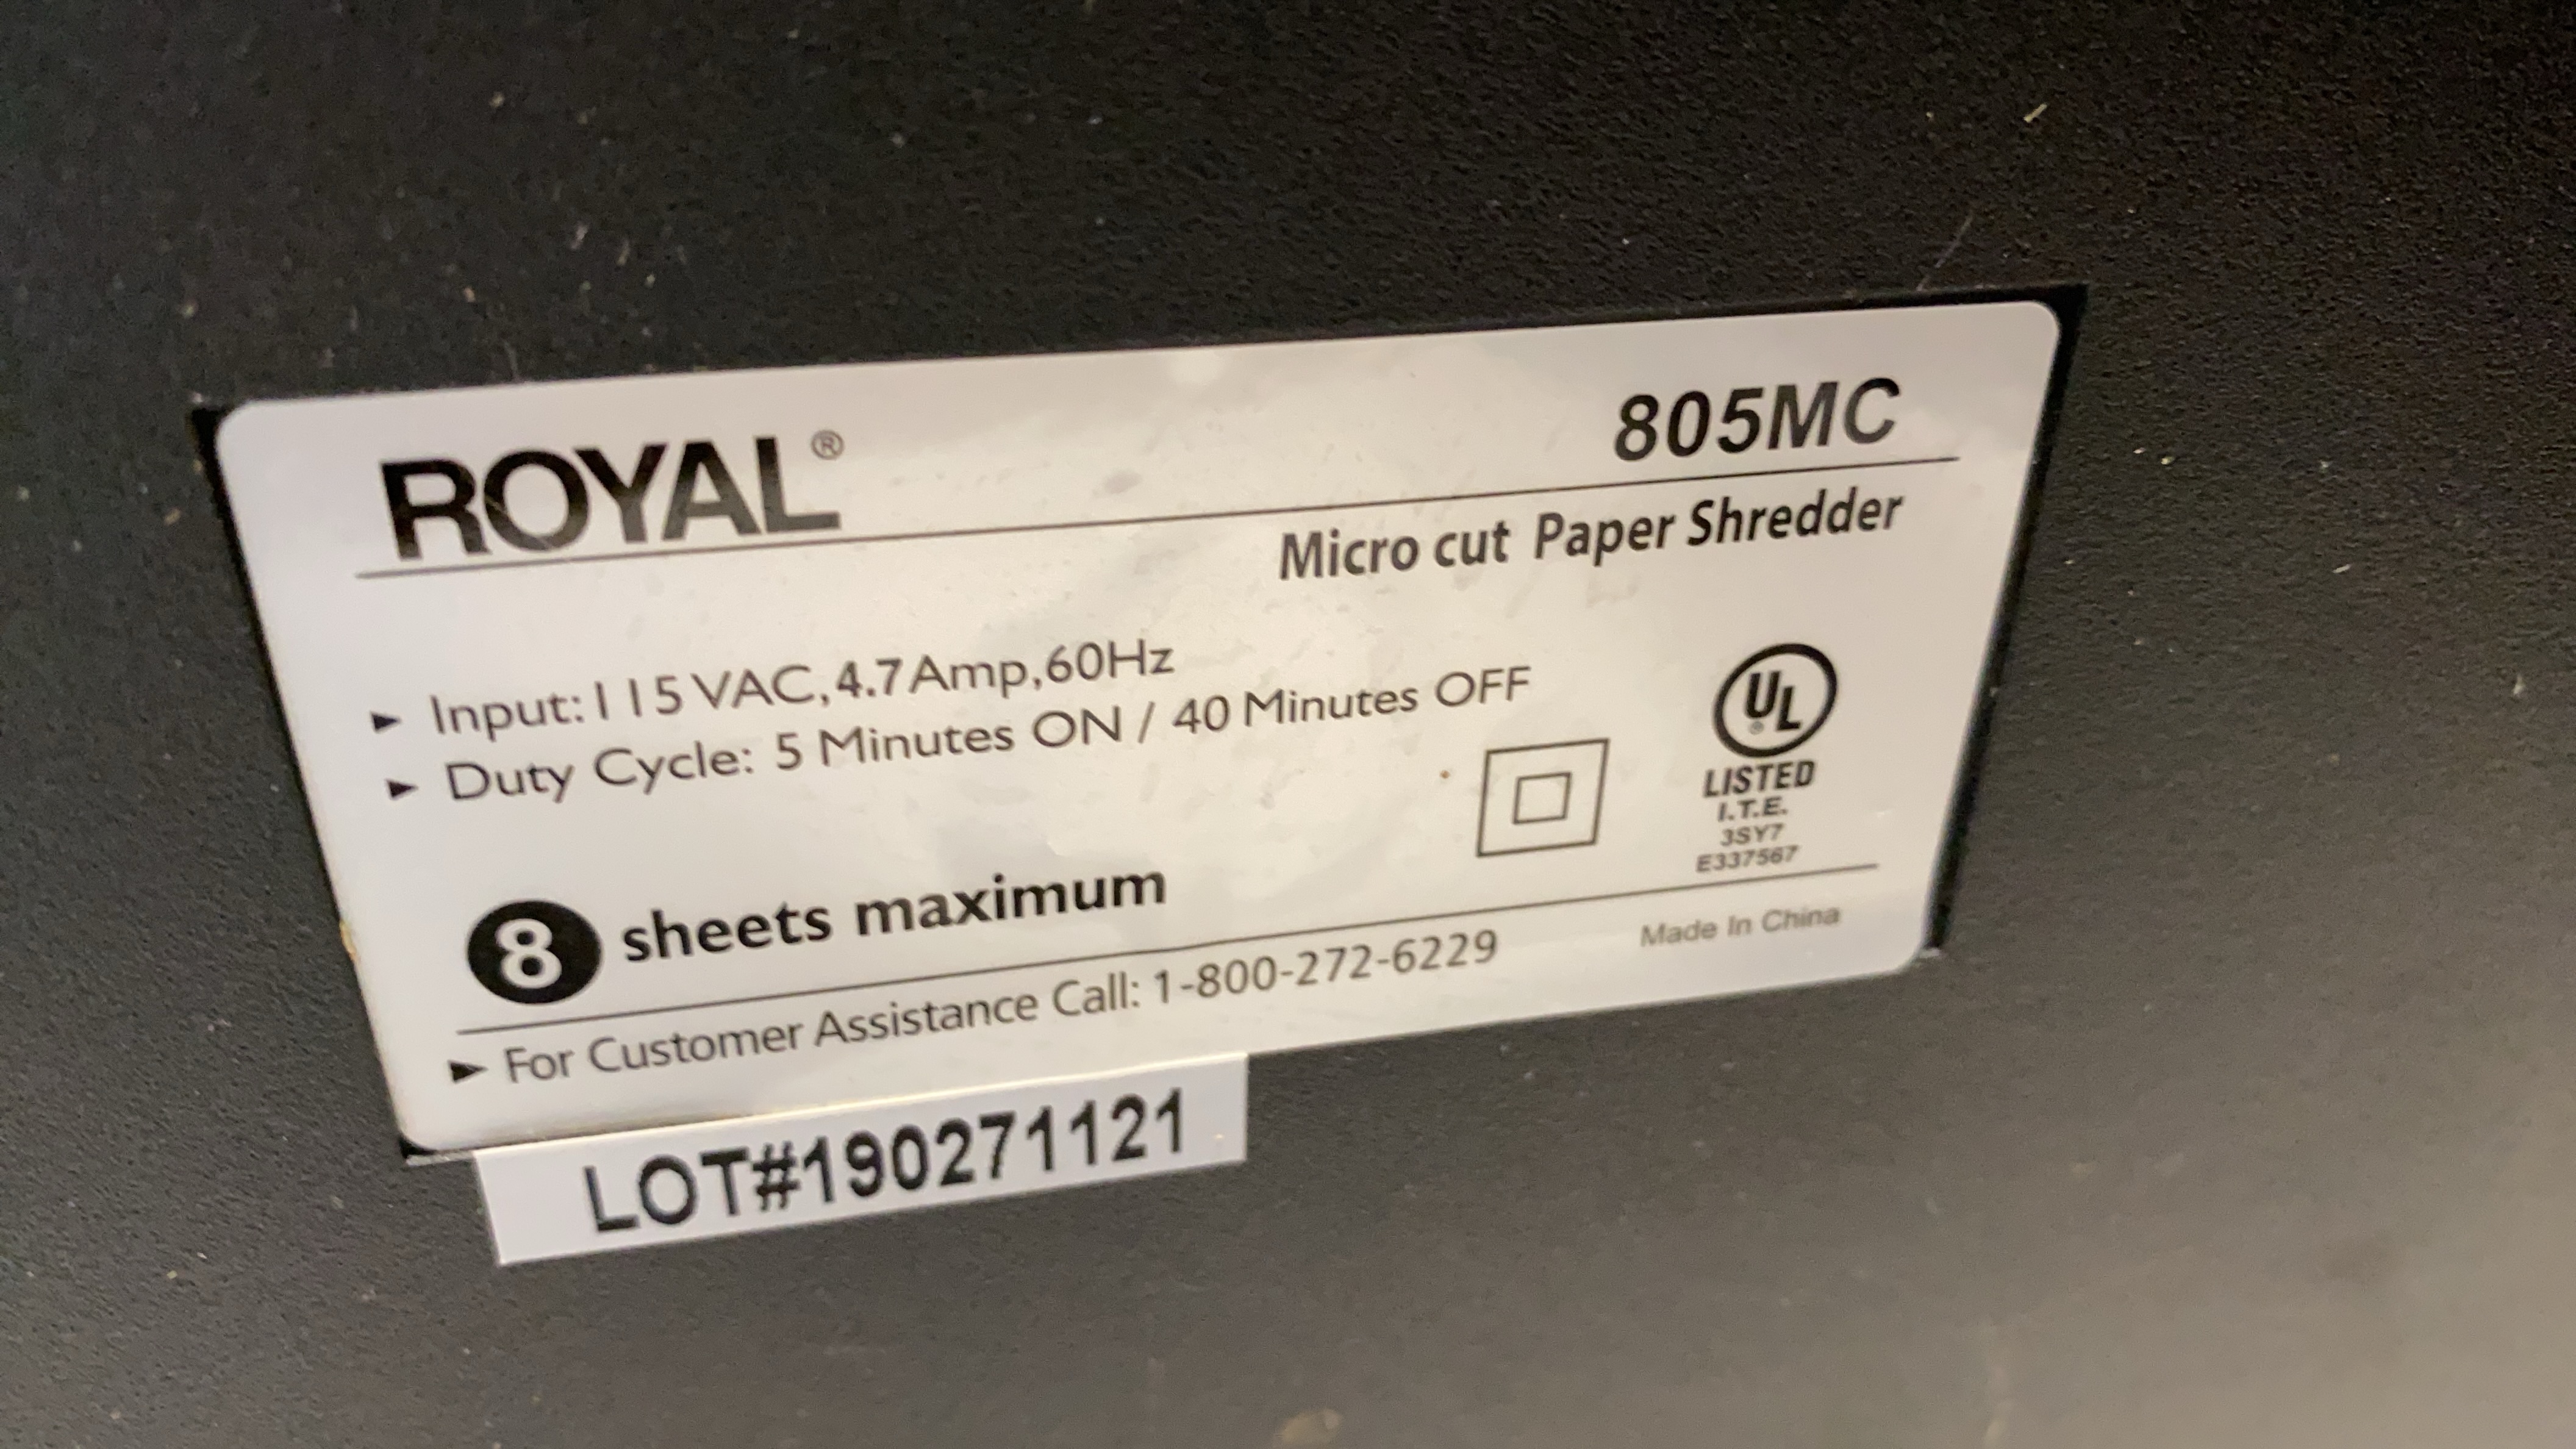 ROYAL®
805MC
Micro cut Paper Shredder
► Input: 115 VAC, 4.7 Amp, 60Hz
► Duty Cycle: 5 Minutes ON / 40 Minutes OFF
UL
®
LISTED
I.T.E.
3SY7
E337567
8 sheets maximum
► For Customer Assistance Call: 1-800-272-6229
Made In China
LOT#190271121